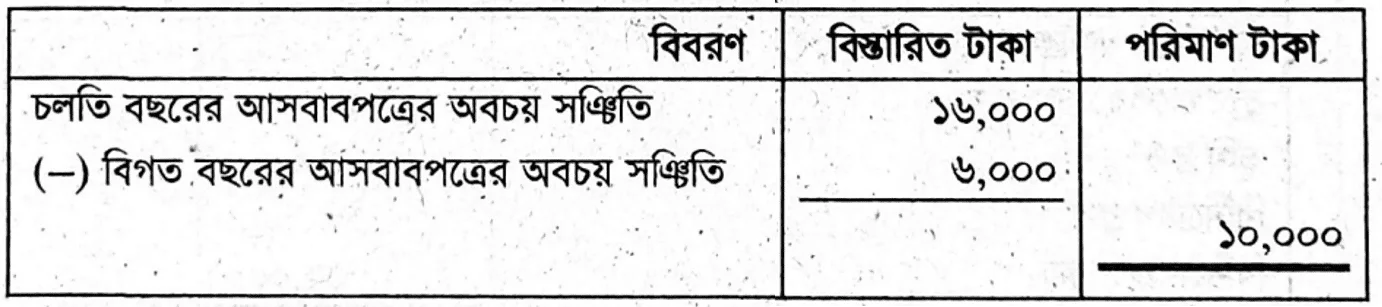 বিবরণ বিস্তারিত টাকা পরিমাণ টাকা
চলতি বছরের আসবাবপত্রের অবচয় সঞ্চিতি ১৬,০০০
(–) বিগত বছরের আসবাবপত্রের অবচয় সঞ্চিতি ৬,০০০
১০,০০০